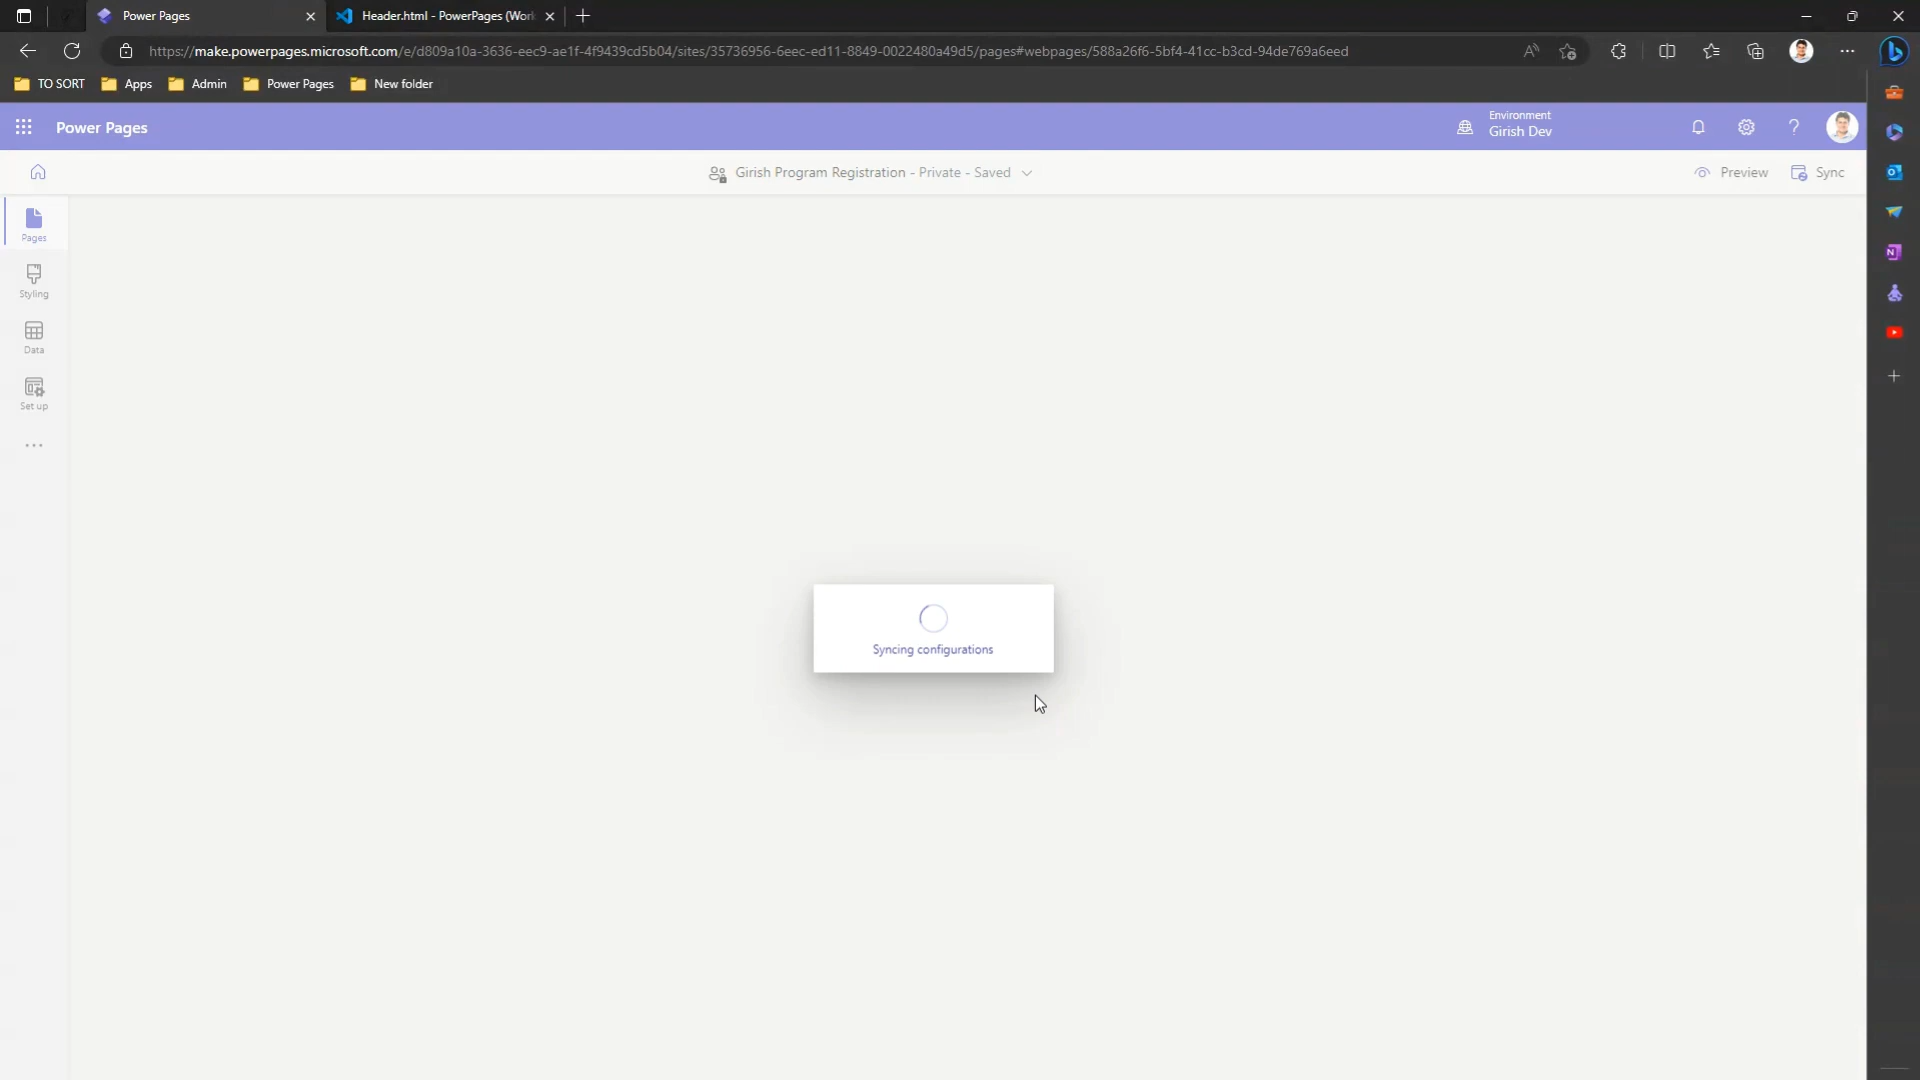 Power Pages
Header.html - PowerPages (Work
https://make.powerpages.microsoft.com/e/d809a10a-3636-eec9-ae1f-4f9439cd5b04/sites/35736956-6eec-ed11-8849-0022480a49d5/pages#webpages/588a26f6-5bf4-41cc-b3cd-94de769a6eed
TO SORT
Apps
Admin
Power Pages
New folder
Power Pages
Environment
Girish Dev
Girish Program Registration - Private - Saved
Preview
Sync
Pages
Styling
Data
Set up
Syncing configurations